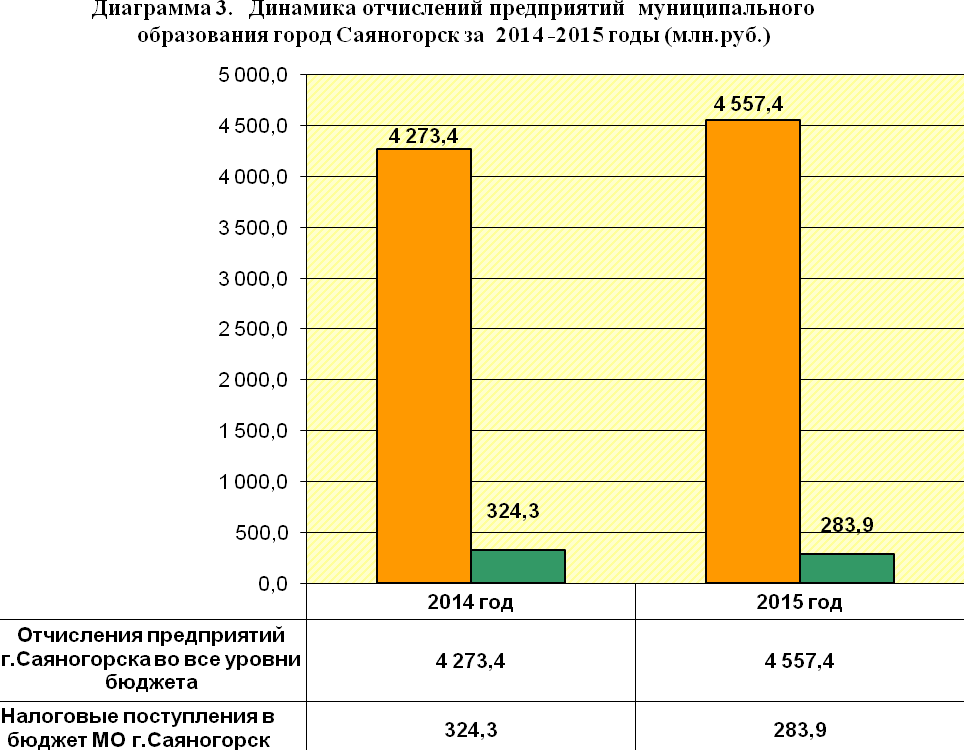 Диаграмма 3. Динамика отчислений предприятий муниципального
образования город Саяногорск за 2014 -2015 годы (млн.руб.)
5 000,0
4 500,0
4 000,0
3 500,0
3 000,0
2 500,0
2 000,0
1 500,0
1 000,0
500,0
0,0
4 273,4
324,3
4 557,4
283,9
2014 год 2015 год
Отчисления предприятий
г.Саяногорска во все уровни
бюджета
4 273,4 4 557,4
Налоговые поступления в
бюджет МО г.Саяногорск
324,3 283,9